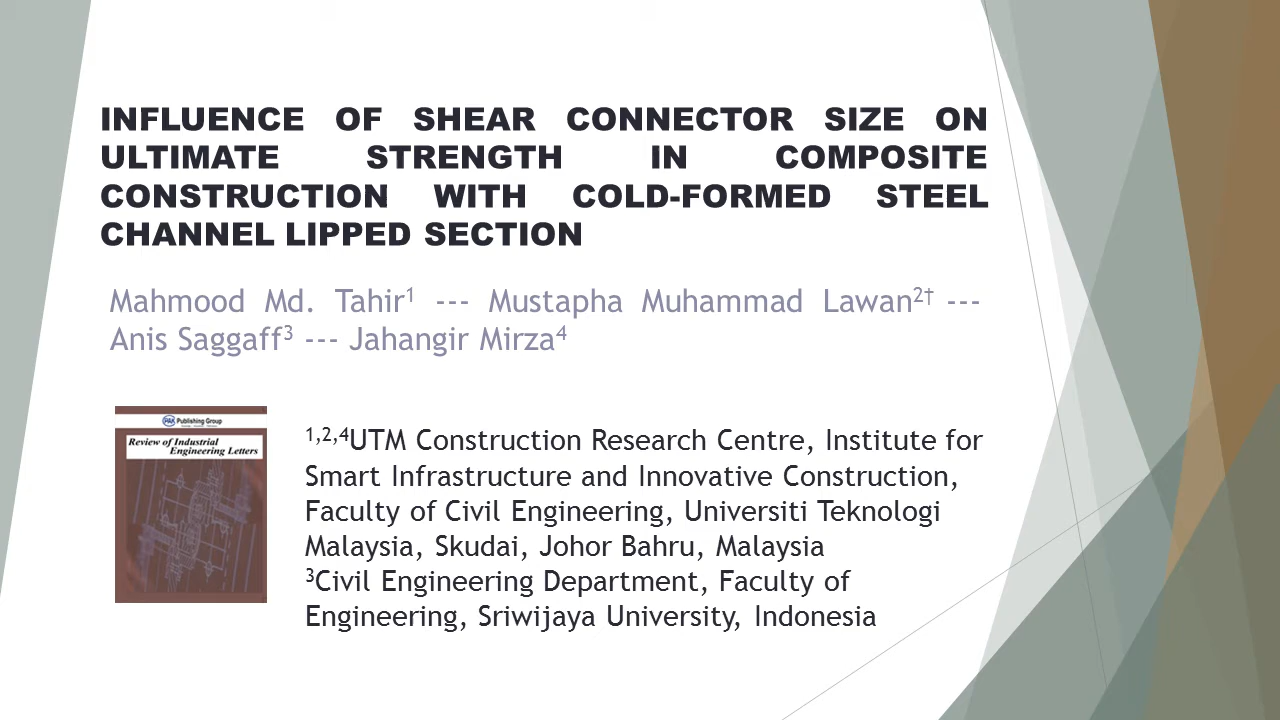 INFLUENCE OF SHEAR CONNECTOR SIZE ON
ULTIMATE STRENGTH IN COMPOSITE
CONSTRUCTION WITH COLD-FORMED STEEL
CHANNEL LIPPED SECTION
Mahmood Md. Tahir¹ --- Mustapha Muhammad Lawan²† ---
Anis Saggaff³ --- Jahangir Mirza⁴
PAK Publishing Group
Review of Industrial
Engineering Letters
¹,²,⁴UTM Construction Research Centre, Institute for
Smart Infrastructure and Innovative Construction,
Faculty of Civil Engineering, Universiti Teknologi
Malaysia, Skudai, Johor Bahru, Malaysia
³Civil Engineering Department, Faculty of
Engineering, Sriwijaya University, Indonesia